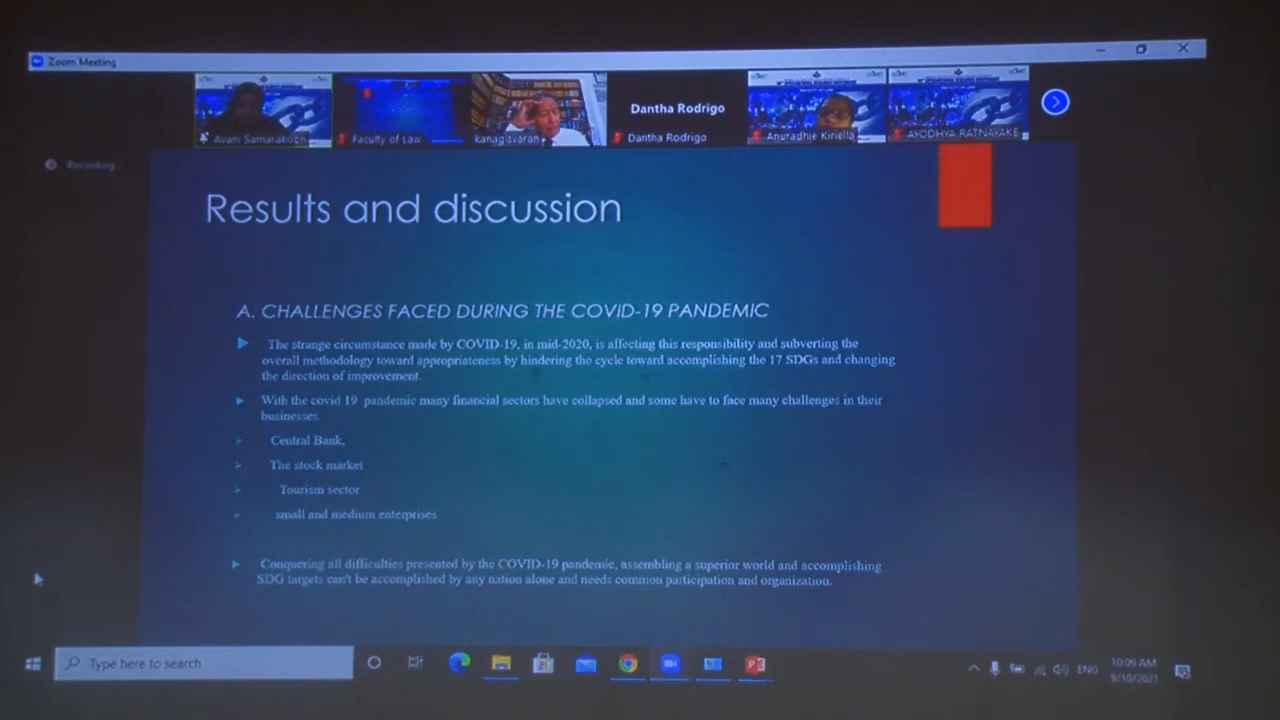 Zoom Meeting
Avani Samarakoon
Faculty of Law
kanagisvaran
Dantha Rodrigo
Dantha Rodrigo
Anuradhie Kiriella
AYODHYA RATNAYAKE
Recording...
Results and discussion
A. CHALLENGES FACED DURING THE COVID-19 PANDEMIC
The strange circumstance made by COVID-19, in mid-2020, is affecting this responsibility and subverting the
overall methodology toward appropriateness by hindering the cycle toward accomplishing the 17 SDGs and changing
the direction of improvement.
With the covid 19 pandemic many financial sectors have collapsed and some have to face many challenges in their
businesses.
Central Bank,
The stock market
Tourism sector
small and medium enterprises
Conquering all difficulties presented by the COVID-19 pandemic, assembling a superior world and accomplishing
SDG targets can't be accomplished by any nation alone and needs common participation and organization.
Type here to search
ENG
10:09 AM
9/10/2021